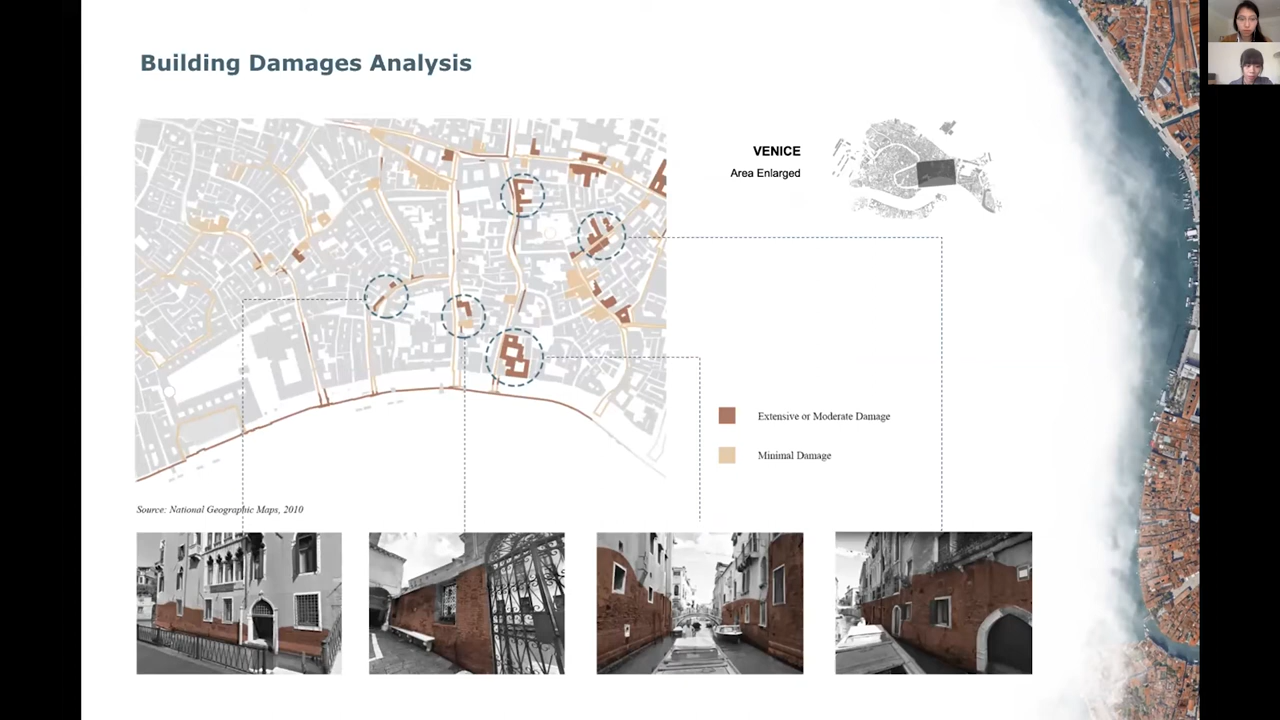 Building Damages Analysis
VENICE
Area Enlarged
Extensive or Moderate Damage
Minimal Damage
Source: National Geographic Maps, 2010